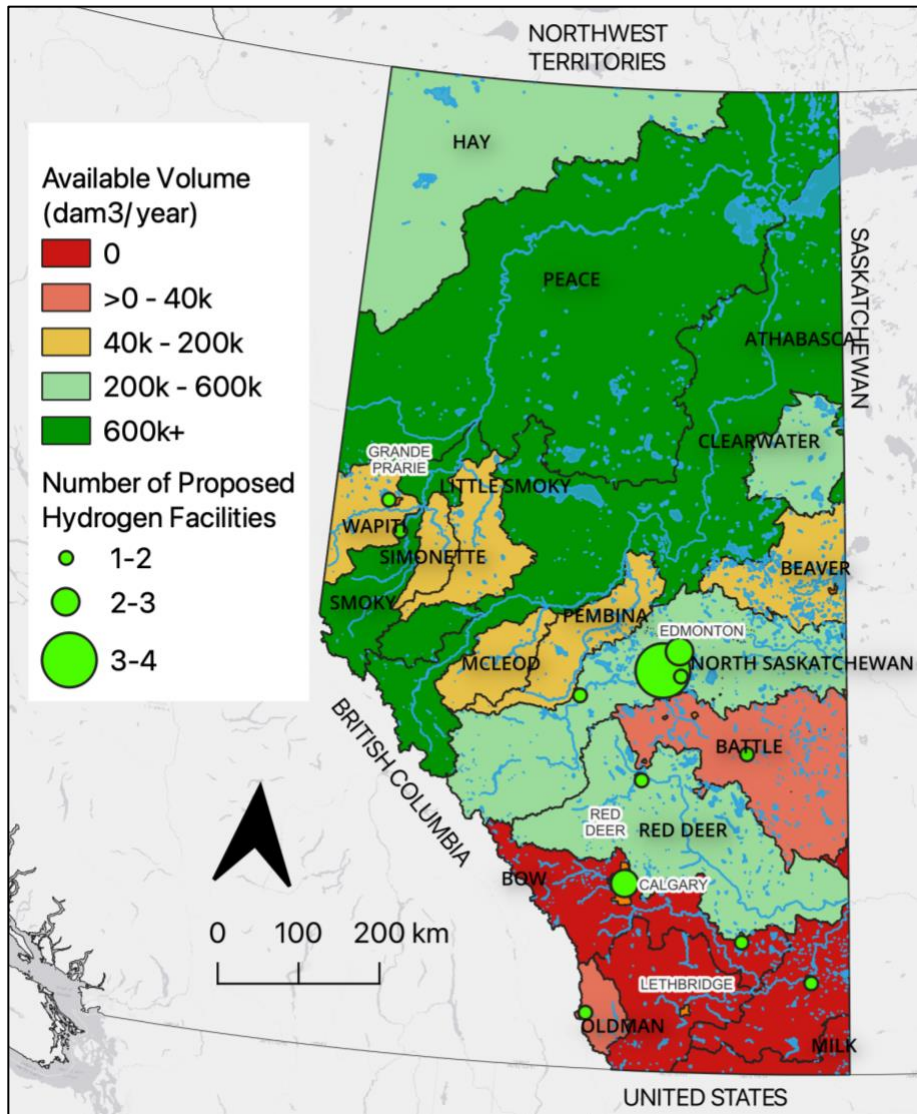 NORTHWEST
TERRITORIES
HAY
Available Volume
(dam3/year)
0
>0 - 40k
40k - 200k
200k - 600k
600k+
Number of Proposed
Hydrogen Facilities
1-2
2-3
3-4
PEACE
SASKATCHEWAN
ATHABASCA
CLEARWATER
GRANDE
PRARIE
LITTLE SMOKY
WAPITI
SIMONETTE
BEAVER
SMOKY
PEMBINA
EDMONTON
MCLEOD
NORTH SASKATCHEWAN
BRITISH COLUMBIA
BATTLE
RED
DEER
RED DEER
BOW
CALGARY
0 100 200 km
LETHBRIDGE
OLDMAN
MILK
UNITED STATES